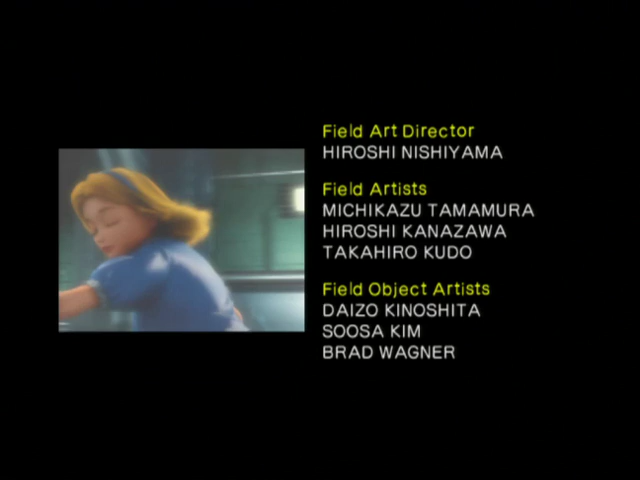 Field Art Director
HIROSHI NISHIYAMA
Field Artists
MICHIKAZU TAMAMURA
HIROSHI KANAZAWA
TAKAHIRO KUDO
Field Object Artists
DAIZO KINOSHITA
SOOSA KIM
BRAD WAGNER